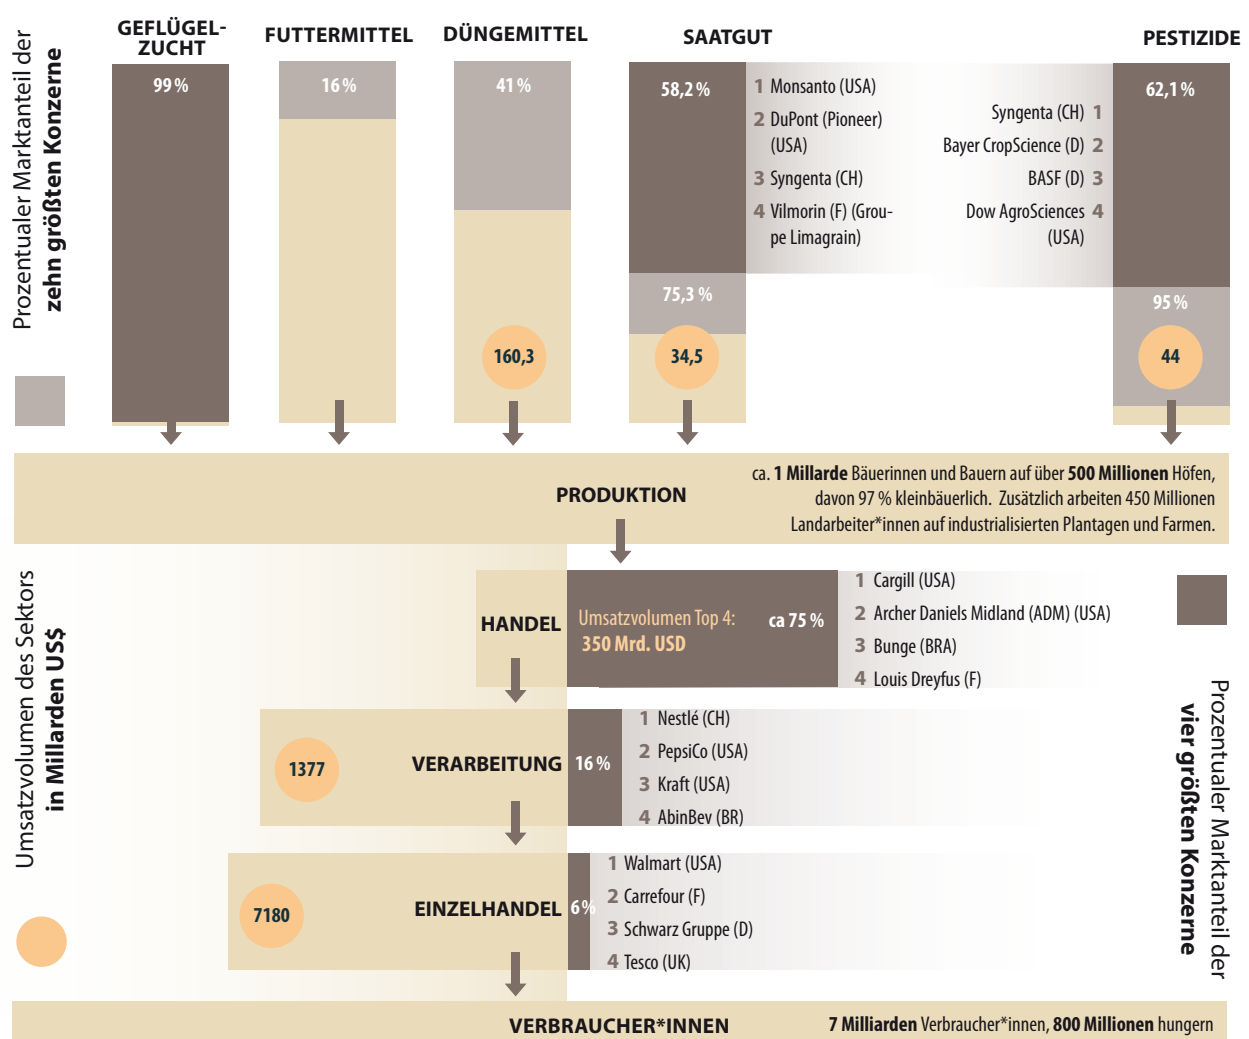 Prozentualer Marktanteil der
zehn größten Konzerne
GEFLÜGEL-
ZUCHT
99 %
FUTTERMITTEL
16 %
DÜNGEMITTEL
41 %
160,3
SAATGUT
58,2 %
75,3 %
34,5
1 Monsanto (USA)
2 DuPont (Pioneer)
(USA)
3 Syngenta (CH)
4 Vilmorin (F) (Grou-
pe Limagrain)
PESTIZIDE
62,1 %
95 %
44
Syngenta (CH) 1
Bayer CropScience (D) 2
BASF (D) 3
Dow AgroSciences 4
(USA)
PRODUKTION
ca. 1 Millarde Bäuerinnen und Bauern auf über 500 Millionen Höfen,
davon 97 % kleinbäuerlich. Zusätzlich arbeiten 450 Millionen
Landarbeiter*innen auf industrialisierten Plantagen und Farmen.
Umsatzvolumen des Sektors
in Millarden US$
HANDEL
Umsatzvolumen Top 4:
350 Mrd. USD
ca 75 %
1 Cargill (USA)
2 Archer Daniels Midland (ADM) (USA)
3 Bunge (BRA)
4 Louis Dreyfus (F)
1377
VERARBEITUNG
16 %
1 Nestlé (CH)
2 PepsiCo (USA)
3 Kraft (USA)
4 AbinBev (BR)
7180
EINZELHANDEL
6 %
1 Walmart (USA)
2 Carrefour (F)
3 Schwarz Gruppe (D)
4 Tesco (UK)
Prozentualer Marktanteil der
vier größten Konzerne
VERBRAUCHER*INNEN
7 Milliarden Verbraucher*innen, 800 Millionen hungern